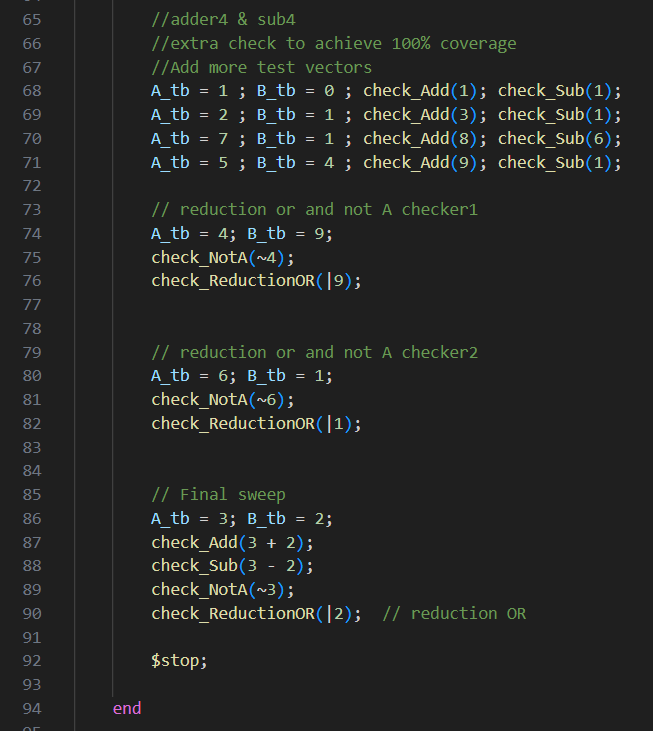 65 //adder4 & sub4
66 //extra check to achieve 100% coverage
67 //Add more test vectors
68 A_tb = 1 ; B_tb = 0 ; check_Add(1); check_Sub(1);
69 A_tb = 2 ; B_tb = 1 ; check_Add(3); check_Sub(1);
70 A_tb = 7 ; B_tb = 1 ; check_Add(8); check_Sub(6);
71 A_tb = 5 ; B_tb = 4 ; check_Add(9); check_Sub(1);
72
73 // reduction or and not A checker1
74 A_tb = 4; B_tb = 9;
75 check_NotA(~4);
76 check_ReductionOR(|9);
77
78
79 // reduction or and not A checker2
80 A_tb = 6; B_tb = 1;
81 check_NotA(~6);
82 check_ReductionOR(|1);
83
84
85 // Final sweep
86 A_tb = 3; B_tb = 2;
87 check_Add(3 + 2);
88 check_Sub(3 - 2);
89 check_NotA(~3);
90 check_ReductionOR(|2); // reduction OR
91
92 $stop;
93
94 end